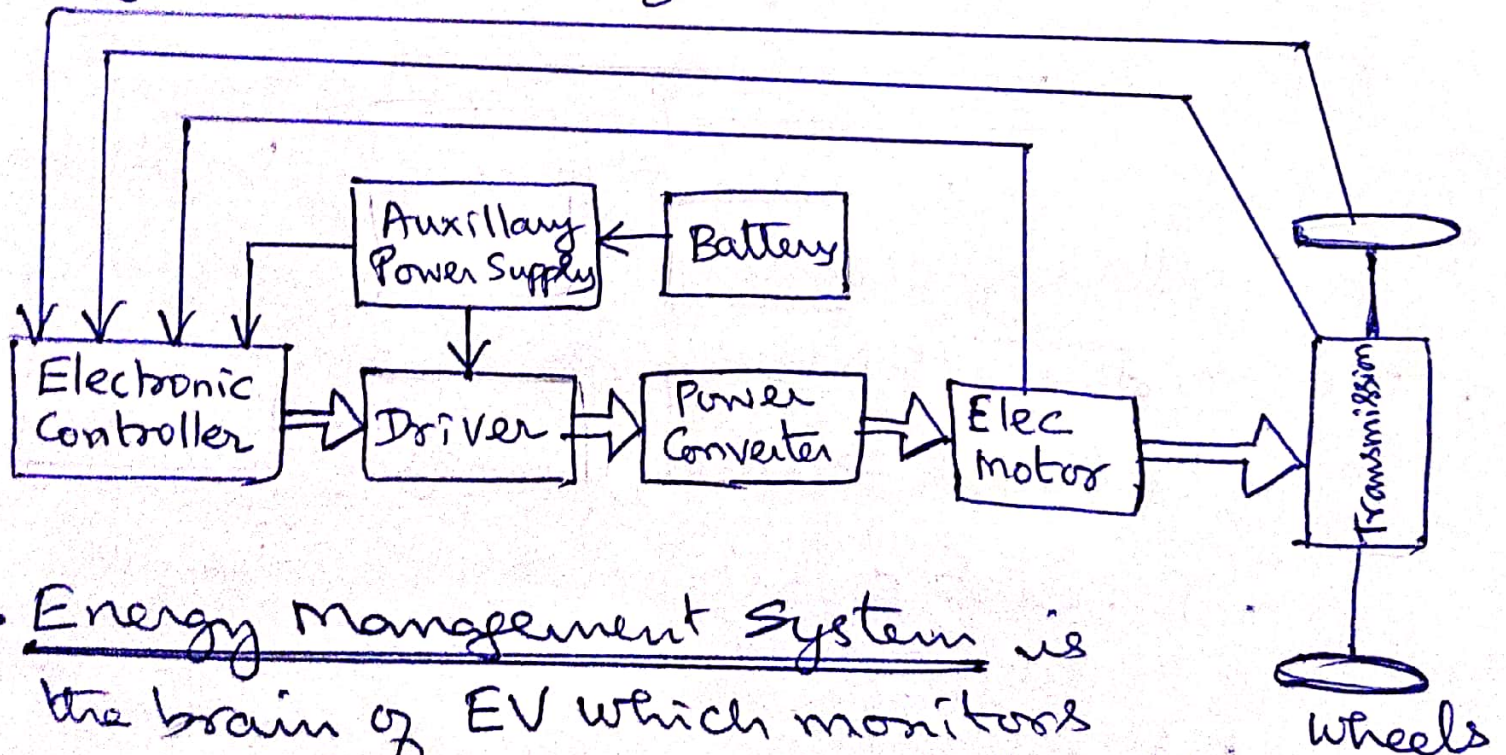 Auxillary
Power Supply
Battery
Electronic
Controller
Driver
Power
Converter
Elec
motor
Transmission
wheels
. Energy Management System is
the brain of EV which monitors